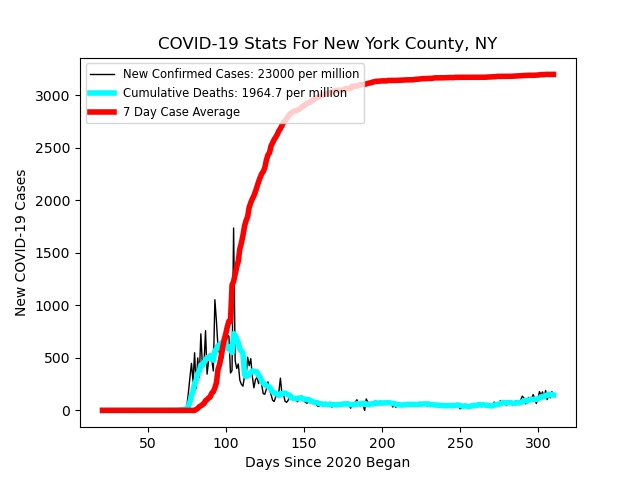 COVID-19 Stats For New York County, NY
New Confirmed Cases: 23000 per million
Cumulative Deaths: 1964.7 per million
7 Day Case Average
New COVID-19 Cases
3000
2500
2000
1500
1000
500
0
50 100 150 200 250 300
Days Since 2020 Began